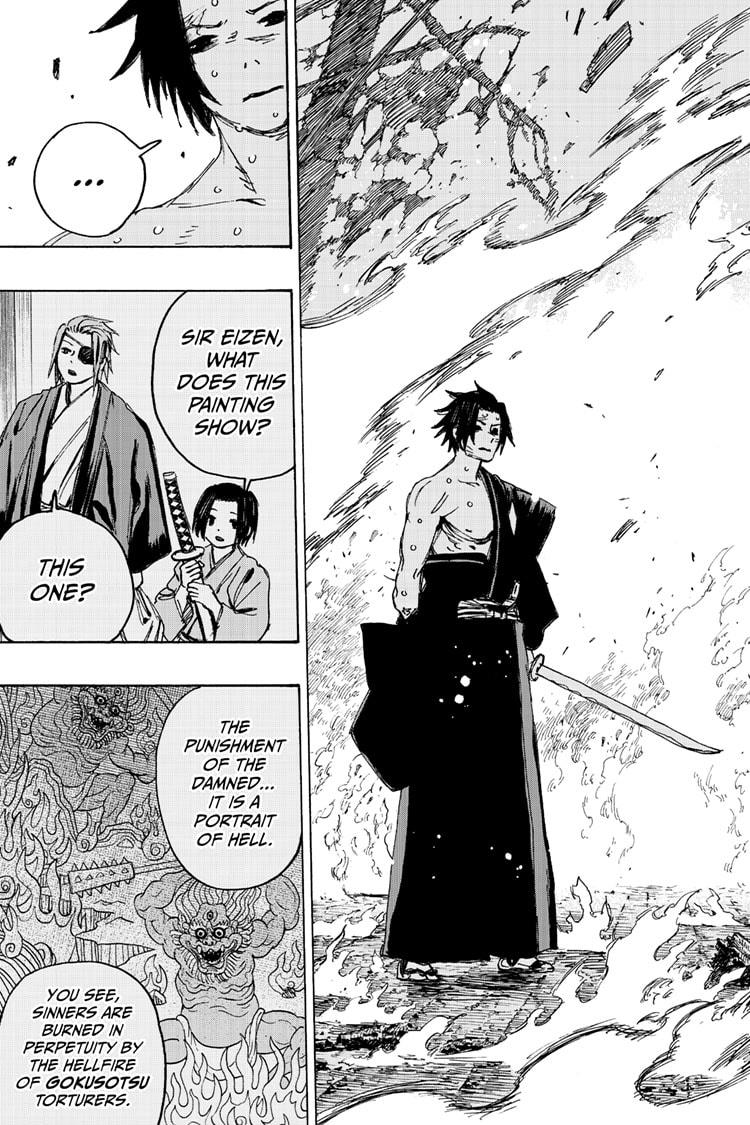 ...
SIR EIZEN,
WHAT
DOES THIS
PAINTING
SHOW?
THIS
ONE?
THE
PUNISHMENT
OF THE
DAMNED...
IT IS A
PORTRAIT
OF HELL.
YOU SEE,
SINNERS ARE
BURNED IN
PERPETUITY BY
THE HELLFIRE
OF GOKUSOTSU
TORTURERS.